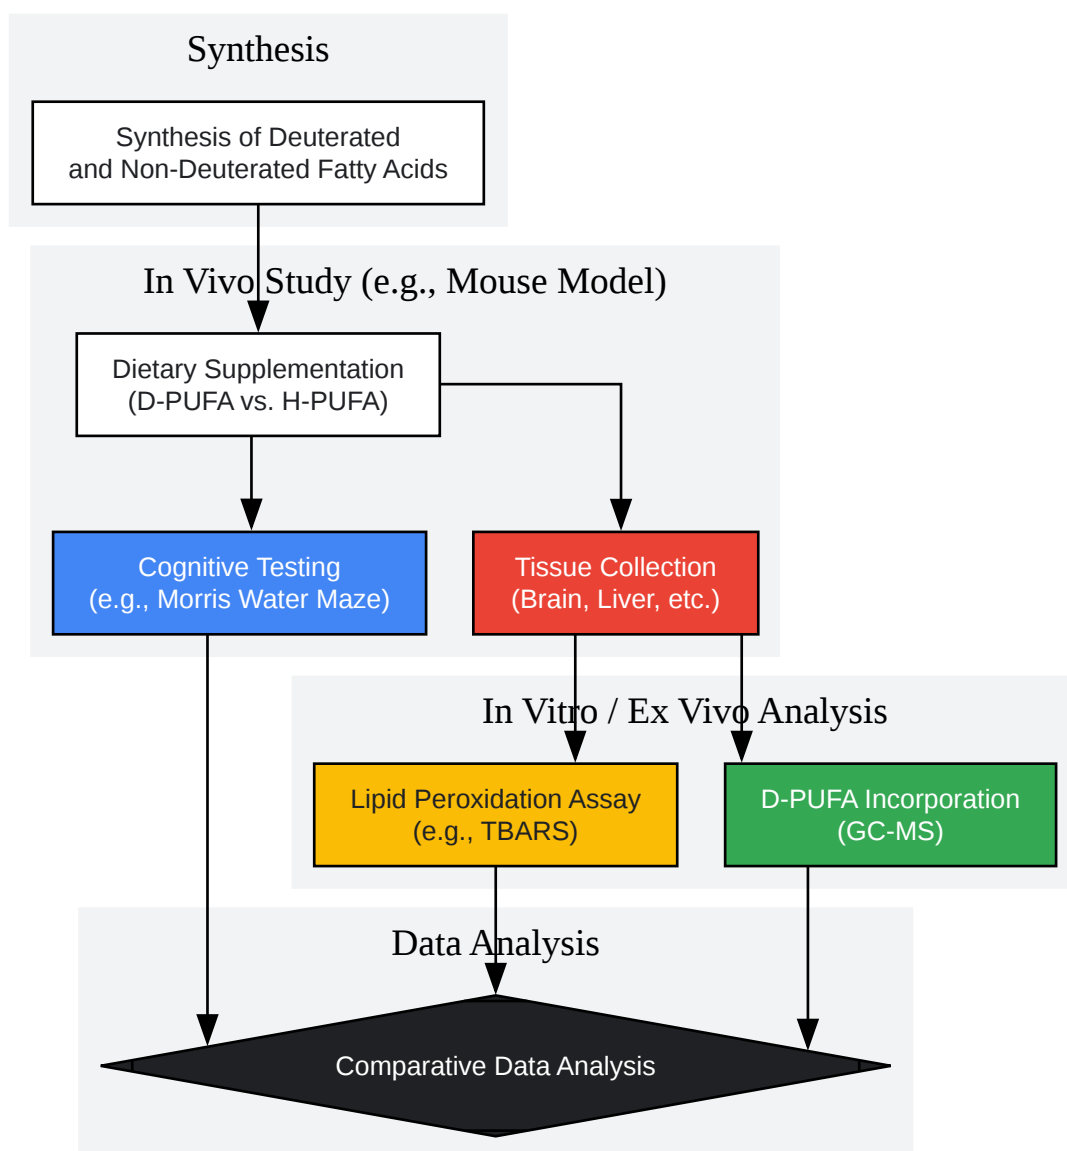 Synthesis
Synthesis of Deuterated
and Non-Deuterated Fatty Acids
In Vivo Study (e.g., Mouse Model)
Dietary Supplementation
(D-PUFA vs. H-PUFA)
Cognitive Testing
(e.g., Morris Water Maze)
Tissue Collection
(Brain, Liver, etc.)
In Vitro / Ex Vivo Analysis
Lipid Peroxidation Assay
(e.g., TBARS)
D-PUFA Incorporation
(GC-MS)
Data Analysis
Comparative Data Analysis